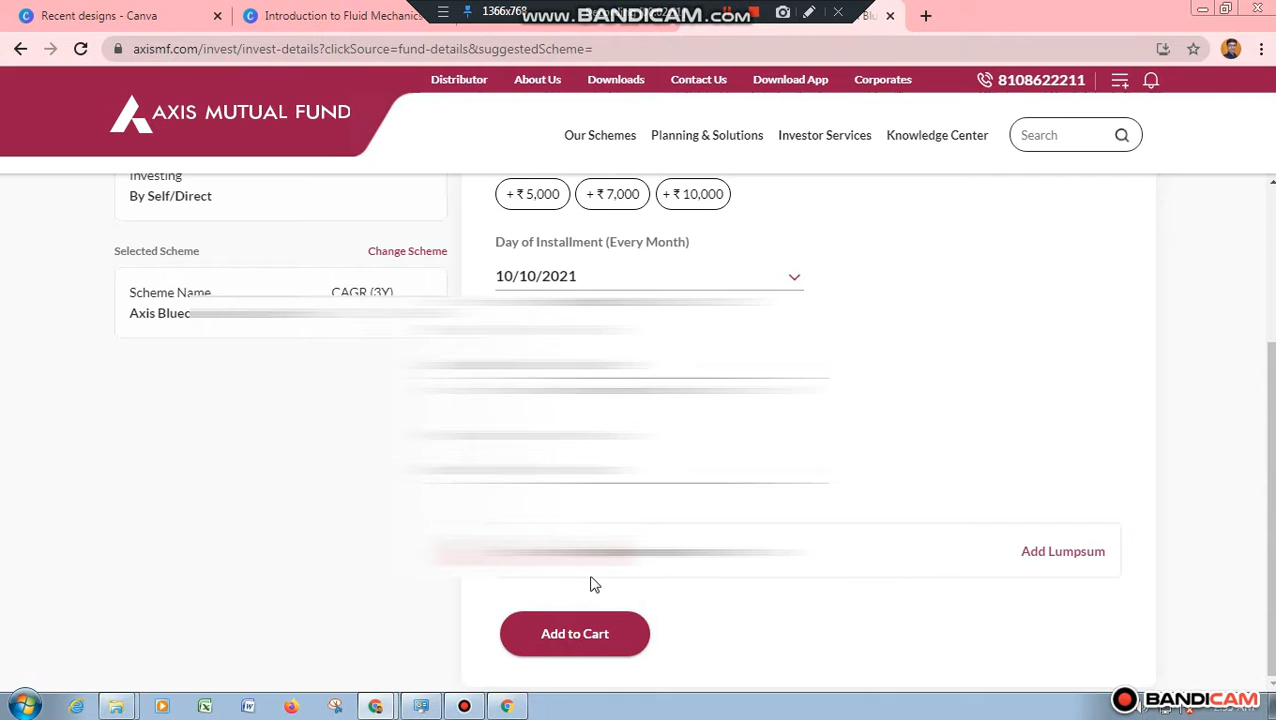 Recent designs - Canva
Introduction to Fluid Mechanics
1366x768
www.BANDICAM.com
axismf.com/invest/invest-details?clickSource=fund-details&suggestedScheme=
Distributor
About Us
Downloads
Contact Us
Download App
Corporates
8108622211
AXIS MUTUAL FUND
Our Schemes
Planning & Solutions
Investor Services
Knowledge Center
Search
Investing
By Self/Direct
Selected Scheme
Change Scheme
Scheme Name
CAGR (3Y)
Axis
+ ₹ 5,000
+ ₹ 7,000
+ ₹ 10,000
Day of Installment (Every Month)
10/10/2021
Add Lumpsum
Add to Cart
BANDICAM